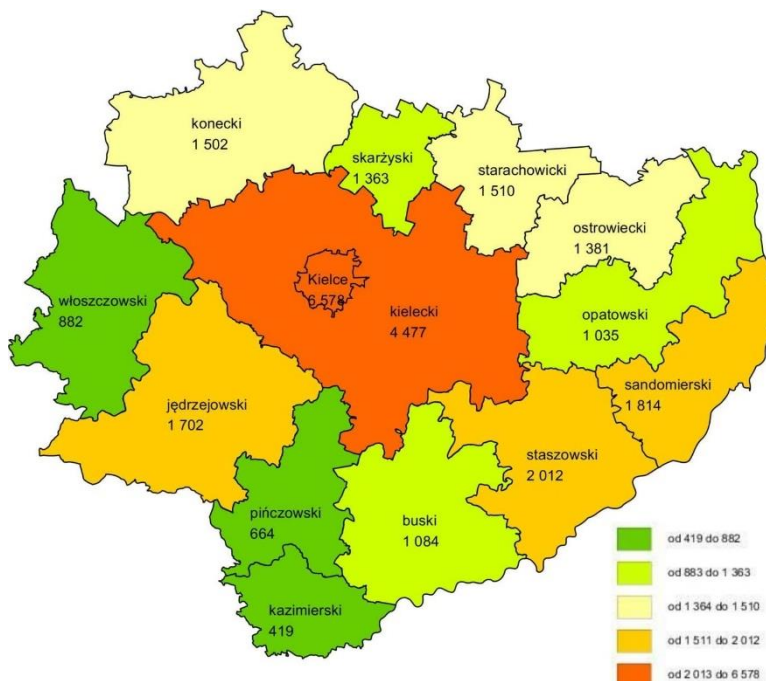 konecki
1 502
skarżyski
1 363
starachowicki
1 510
ostrowiecki
1 381
włoszczowski
882
Kielce
6 578
kielecki
4 477
opatowski
1 035
sandomierski
1 814
jędrzejowski
1 702
staszowski
2 012
pińczowski
664
buski
1 084
kazimierski
419
od 419 do 882
od 883 do 1 363
od 1 364 do 1 510
od 1 511 do 2 012
od 2 013 do 6 578